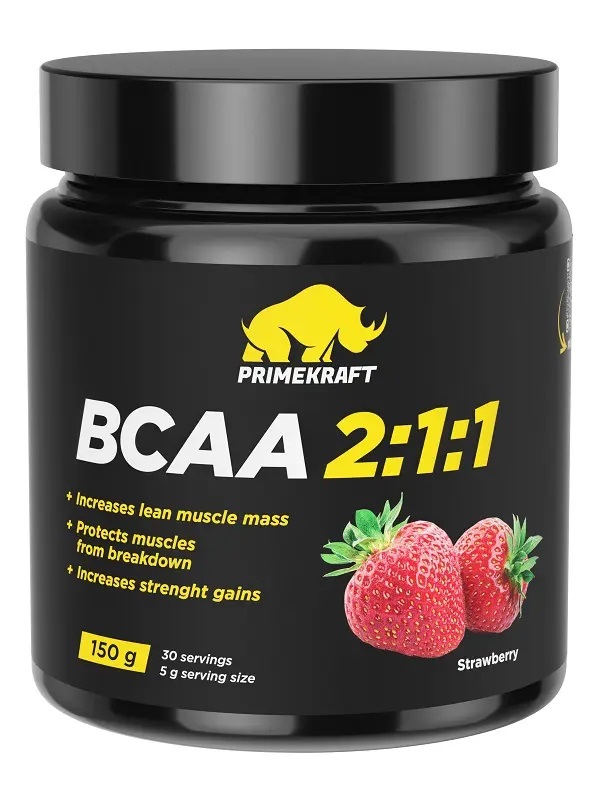 PRIMEKRAFT
BCAA 2:1:1
+ Increases lean muscle mass
+ Protects muscles
from breakdown
+ Increases strenght gains
150 g
30 servings
5 g serving size
Strawberry